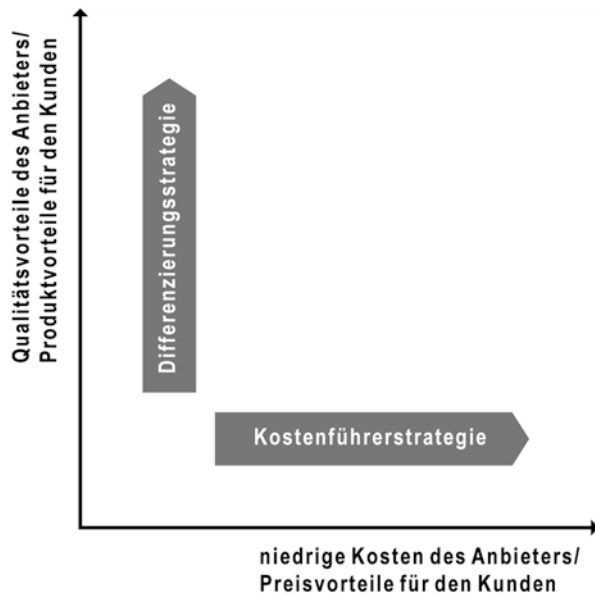 Qualitätsvorteile des Anbieters/
Produktvorteile für den Kunden
Differenzierungsstrategie
Kostenführerstrategie
niedrige Kosten des Anbieters/
Preisvorteile für den Kunden